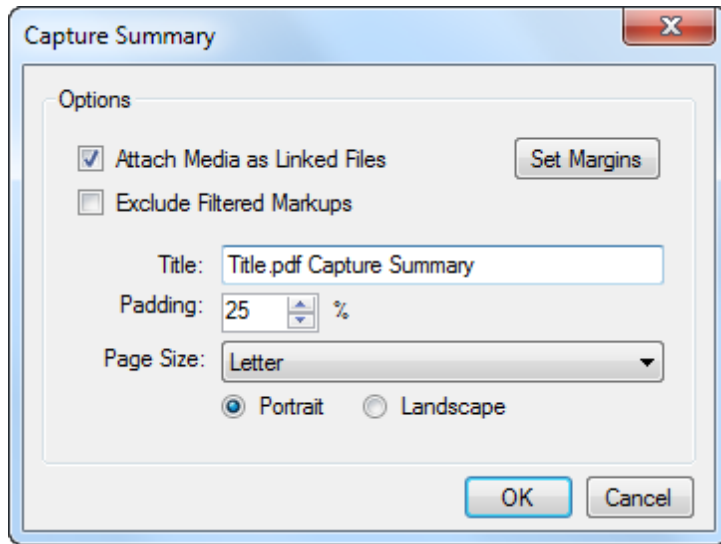 Capture Summary
Options
Attach Media as Linked Files Set Margins
Exclude Filtered Markups
Title: Title.pdf Capture Summary
Padding: 25 %
Page Size: Letter
Portrait Landscape
OK Cancel